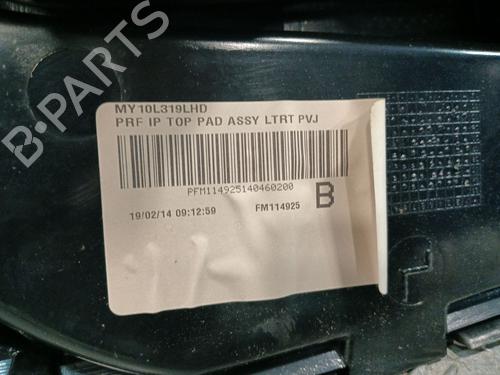 B-PARTS
MY10L319LHD
PRF IP TOP PAD ASSY LTRT PVJ
PFM114925140460200
19/02/14 09:12:59 FM114925 B